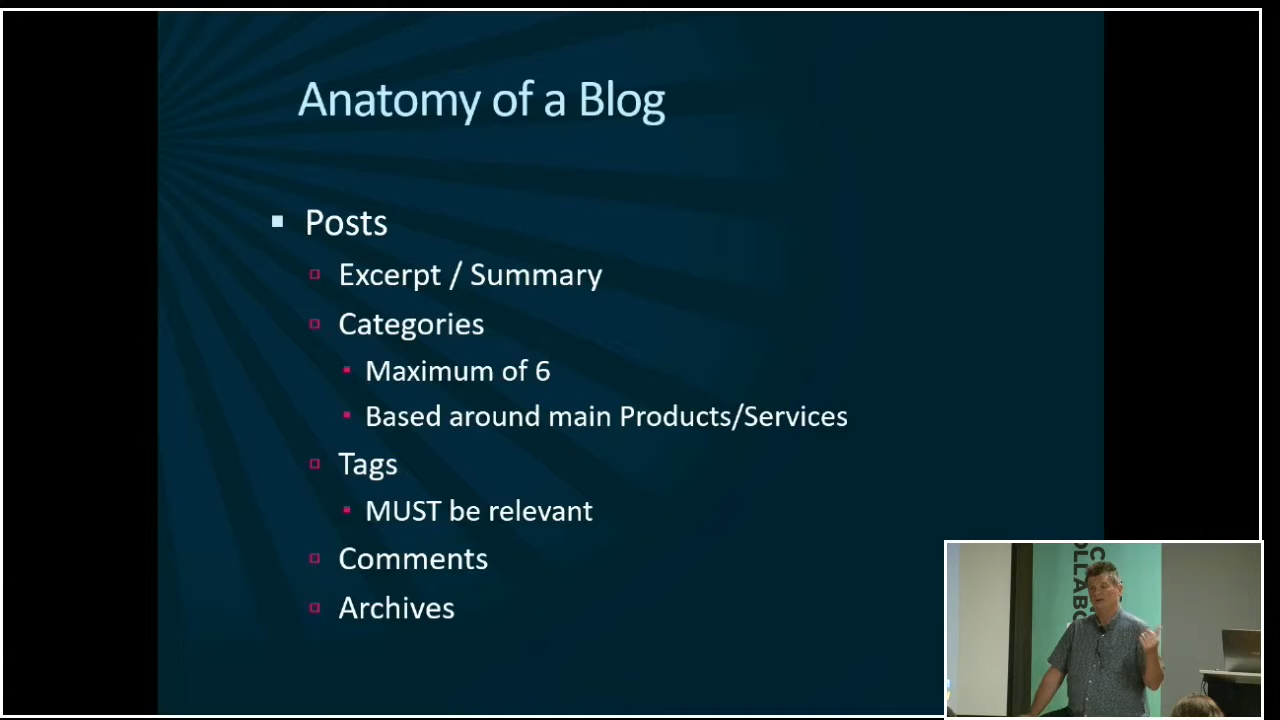 Anatomy of a Blog
Posts
Excerpt / Summary
Categories
Maximum of 6
Based around main Products/Services
Tags
MUST be relevant
Comments
Archives